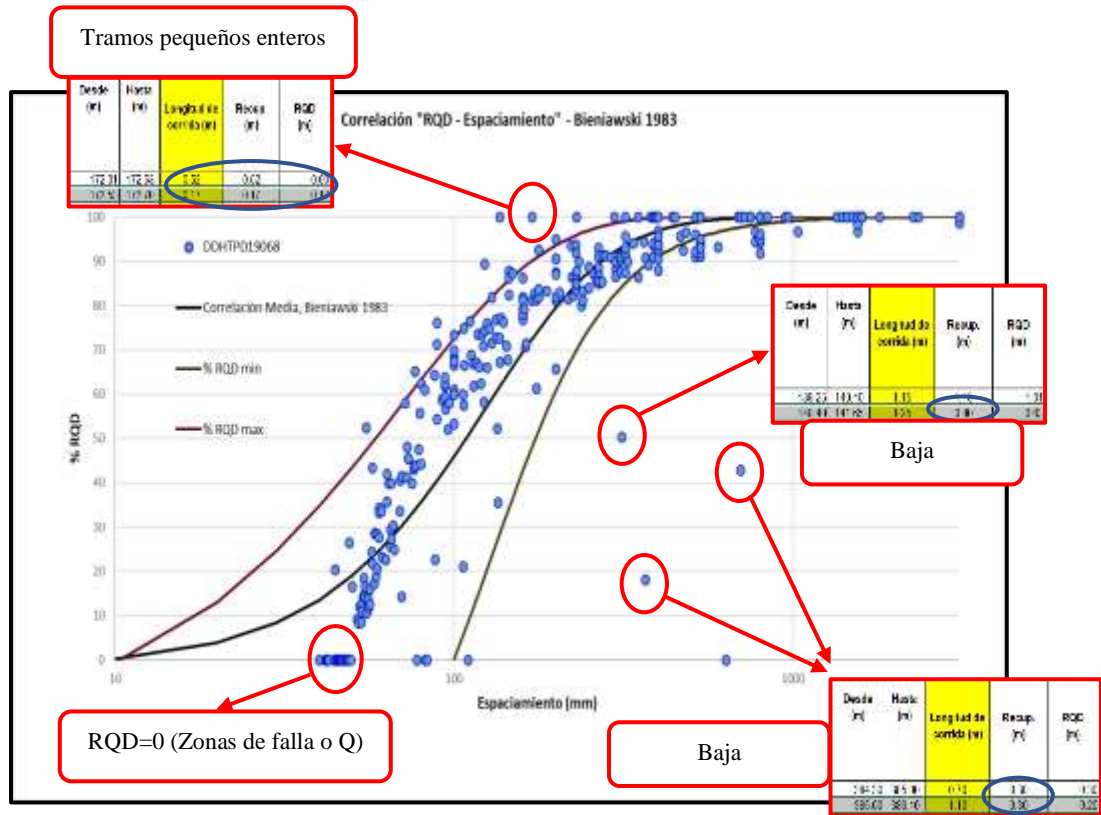 Tramos pequeños enteros
Desde (m) Hasta (m) Longitud de corrida (m) Recup. (m) RQD (m)
Correlación "RQD - Espaciamiento" - Bieniawski 1983
100
90
80
70
60
50
40
30
20
10
0
% RQD
DDHTPD19068
Correlación Media, Bieniawski 1983
% RQD min
% RQD max
10 100 1000
Espaciamiento (mm)
Desde (m) Hasta (m) Longitud de corrida (m) Recup. (m) RQD (m)
Baja
RQD=0 (Zonas de falla o Q)
Baja
Desde (m) Hasta (m) Longitud de corrida (m) Recup. (m) RQD (m)